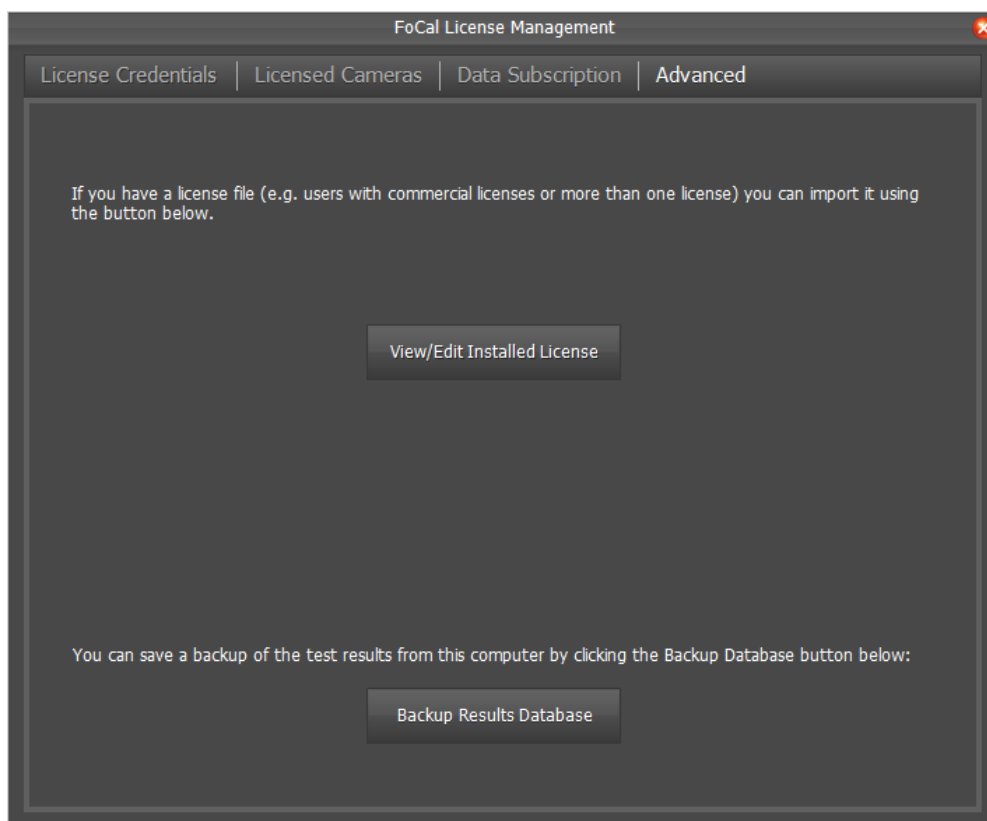 FoCal License Management
License Credentials | Licensed Cameras | Data Subscription | Advanced
If you have a license file (e.g. users with commercial licenses or more than one license) you can import it using
the button below.
View/Edit Installed License
You can save a backup of the test results from this computer by clicking the Backup Database button below:
Backup Results Database